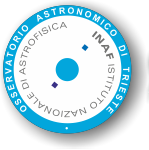 OSSERVATORIO ASTRONOMICO DI TRIESTE
INAF ISTITUTO NAZIONALE DI ASTROFISICA